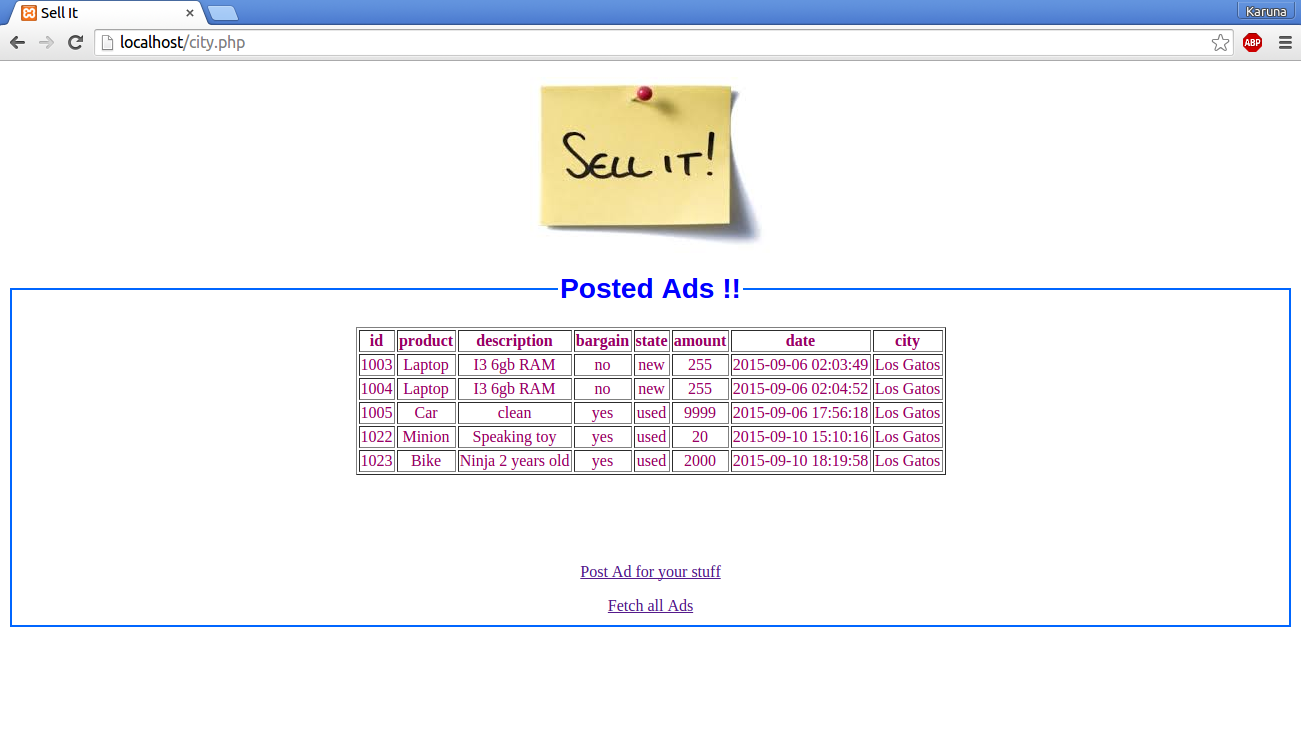 Sell It
Karuna
localhost/city.php
ABP
SELL IT!
Posted Ads !!
id product description bargain state amount date city
1003 Laptop I3 6gb RAM no new 255 2015-09-06 02:03:49 Los Gatos
1004 Laptop I3 6gb RAM no new 255 2015-09-06 02:04:52 Los Gatos
1005 Car clean yes used 9999 2015-09-06 17:56:18 Los Gatos
1022 Minion Speaking toy yes used 20 2015-09-10 15:10:16 Los Gatos
1023 Bike Ninja 2 years old yes used 2000 2015-09-10 18:19:58 Los Gatos
Post Ad for your stuff
Fetch all Ads